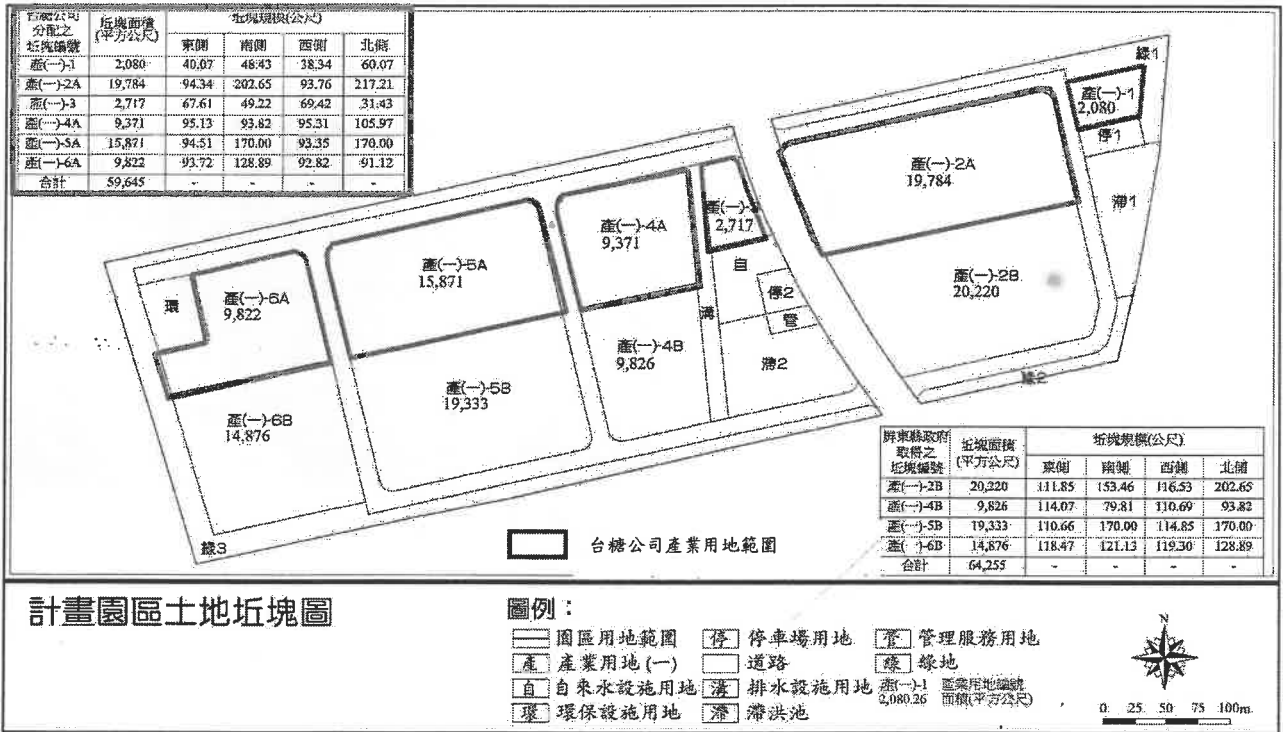 台糖公司 分配之 坵塊編號 坵塊面積 (平方公尺) 坵塊規模(公尺)
東側 南側 西側 北側
產(一)-1 2,080 40.07 48.43 38.34 60.07
產(一)-2A 19,784 94.34 202.65 93.76 217.21
產(一)-3 2,717 67.61 49.22 69.42 31.43
產(一)-4A 9,371 95.13 93.82 95.31 105.97
產(一)-5A 15,871 94.51 170.00 93.35 170.00
產(一)-6A 9,822 93.72 128.89 92.82 91.12
合計 59,645 - - - -
綠1
產(一)-1
2,080
停1
產(一)-2A
19,784
滯1
產(一)-3
2,717
產(一)-4A
9,371
自
產(一)-5A
15,871
產(一)-2B
20,220
環
產(一)-6A
9,822
停2
溝
管
產(一)-4B
9,826
滯2
綠2
產(一)-5B
19,333
產(一)-6B
14,876
綠3
台糖公司產業用地範圍
屏東縣政府 取得之 坵塊編號 坵塊面積 (平方公尺) 坵塊規模(公尺)
東側 南側 西側 北側
產(一)-2B 20,220 111.85 153.46 116.53 202.65
產(一)-4B 9,826 114.07 79.81 110.69 93.82
產(一)-5B 19,333 110.66 170.00 114.85 170.00
產(一)-6B 14,876 118.47 121.13 119.30 128.89
合計 64,255 - - - -
計畫園區土地坵塊圖
圖例：
園區用地範圍 停 停車場用地 管 管理服務用地
產 產業用地(一) 道路 綠 綠地
自 自來水設施用地 溝 排水設施用地 產(一)-1 產業用地編號
2,080.26 面積(平方公尺)
環 環保設施用地 滯 滯洪池
N
0 25 50 75 100m